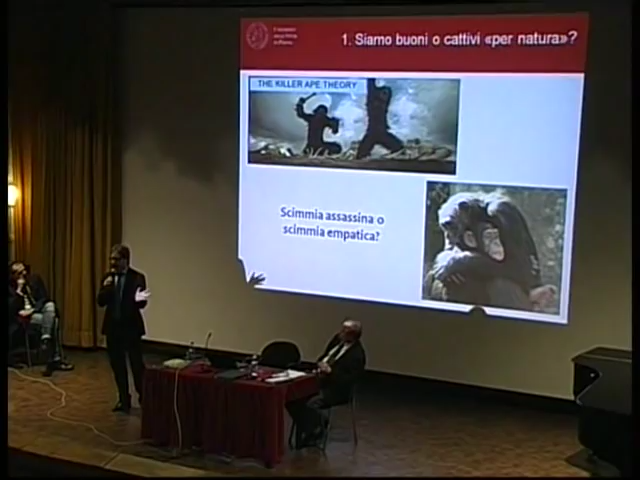 1. Siamo buoni o cattivi «per natura»?
THE KILLER APE THEORY
Scimmia assassina o
scimmia empatica?